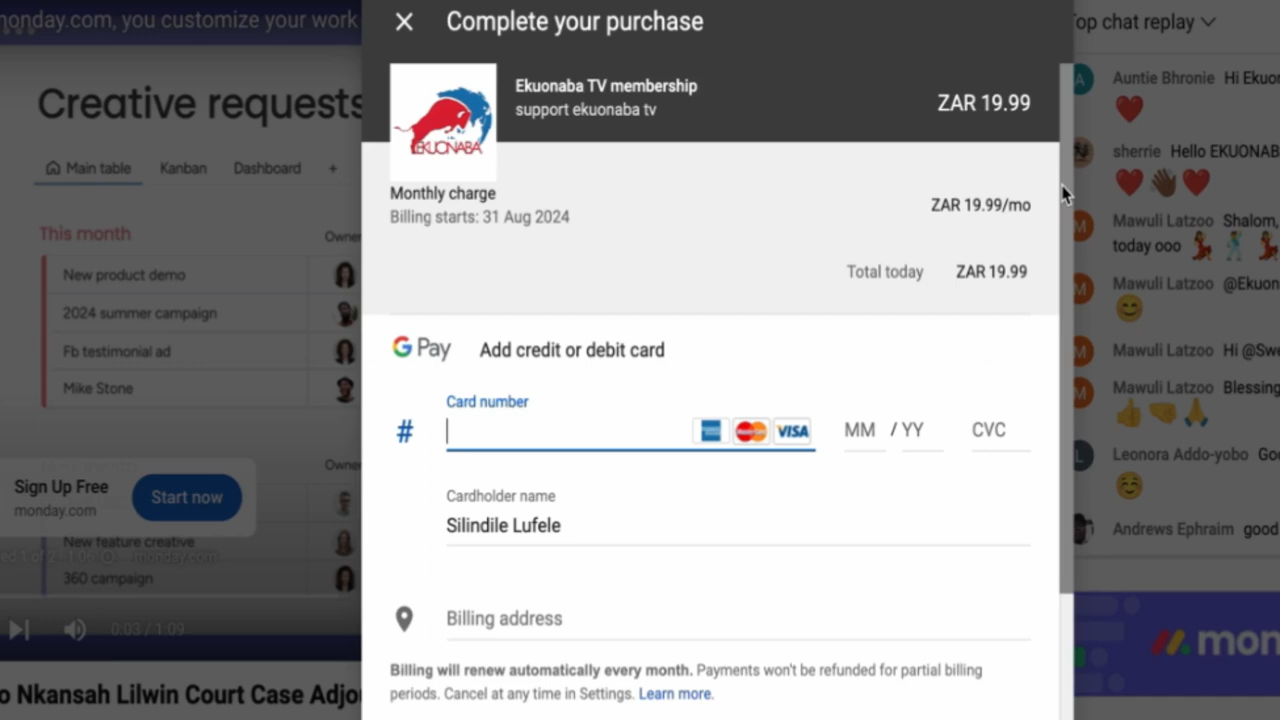 monday.com, you customize your work
Creative requests
Main table Kanban Dashboard +
This month
Owner
New product demo
2024 summer campaign
Fb testimonial ad
Mike Stone
Owner
Sign Up Free
monday.com
Start now
New feature creative
monday.com
360 campaign
0:03 / 1:09
Nkansah Lilwin Court Case
Complete your purchase
Ekuonaba TV membership
support ekuonaba tv
ZAR 19.99
EKUONABA
Monthly charge
Billing starts: 31 Aug 2024
ZAR 19.99/mo
Total today ZAR 19.99
G Pay Add credit or debit card
Card number
# VISA MM / YY CVC
Cardholder name
Silindile Lufele
Billing address
Billing will renew automatically every month. Payments won't be refunded for partial billing
periods. Cancel at any time in Settings. Learn more.
Top chat replay
A Auntie Bhronie Hi
❤️
sherrie Hello
❤️👋🏾❤️
M Mawuli Latzoo Shalom,
today ooo
M Mawuli Latzoo
😊
M Mawuli Latzoo Hi
M Mawuli Latzoo
👍🤜🙏
L Leonora Addo-yobo
☺️
Andrews Ephraim good